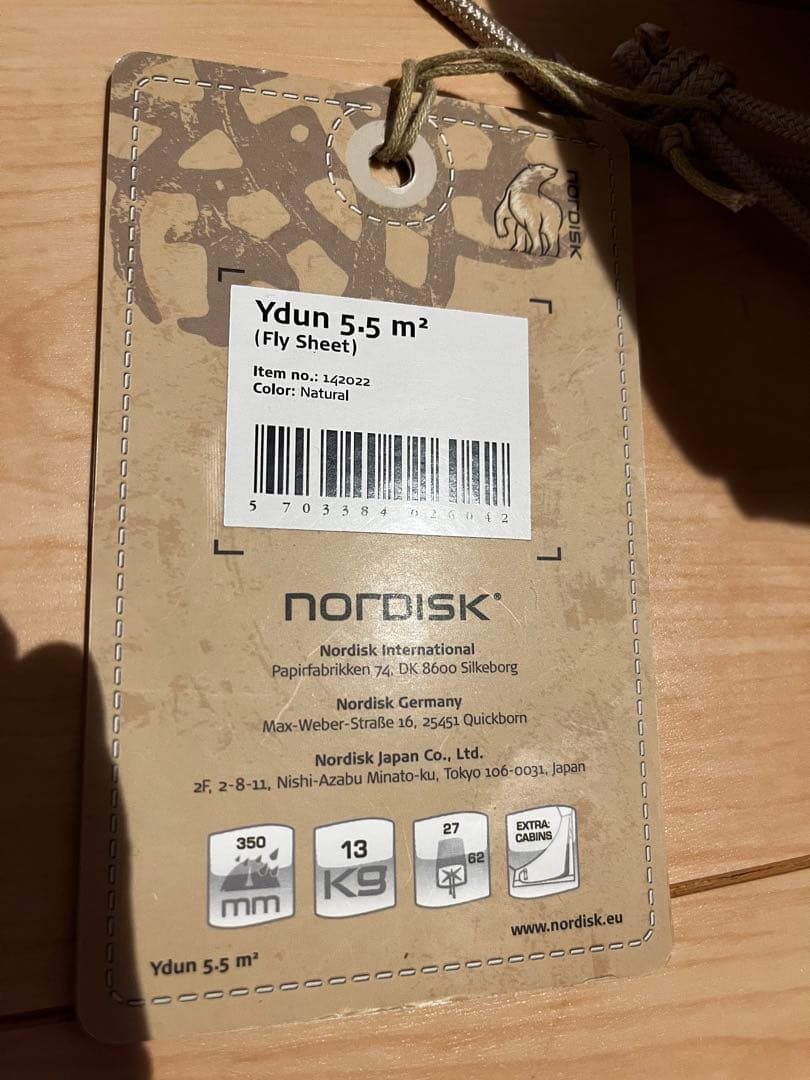 NORDISK
Ydun 5.5 m²
(Fly Sheet)
Item no.: 142022
Color: Natural
5 703384 026042
NORDISK®
Nordisk International
Papirfabrikken 74, DK 8600 Silkeborg
Nordisk Germany
Max-Weber-Straße 16, 25451 Quickborn
Nordisk Japan Co., Ltd.
2F, 2-8-11, Nishi-Azabu Minato-ku, Tokyo 106-0031, Japan
350
mm
13
KG
27
62
EXTRA:
CABINS
www.nordisk.eu
Ydun 5.5 m²